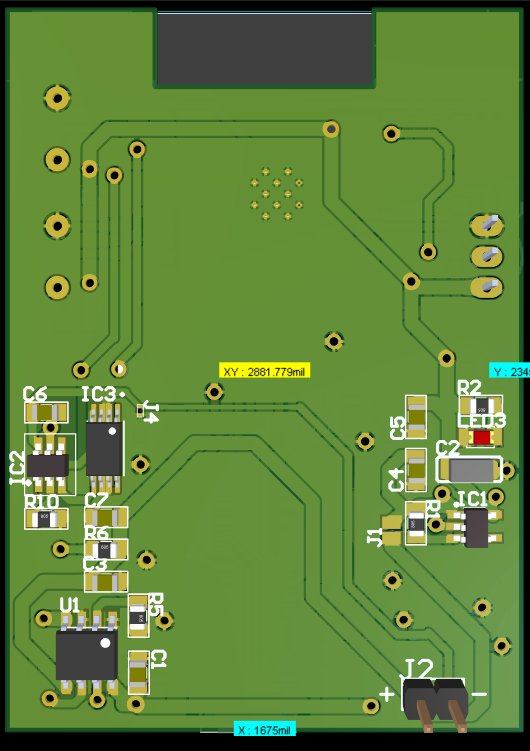 XY : 2881.779mil
Y : 234
C6
IC3
J4
R2
LED3
C5
IC2
C2
C4
R10
C7
IC1
R1
R6
J1
C3
U1
R5
C1
J2
+ −
X : 1675mil